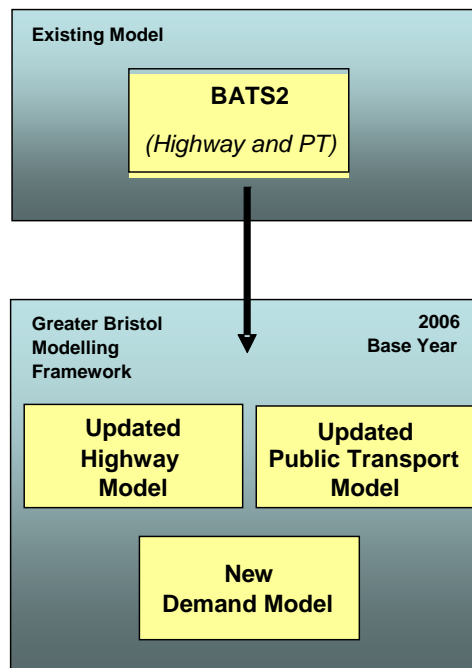 Existing Model
BATS2
(Highway and PT)
Greater Bristol
Modelling
Framework
2006
Base Year
Updated
Highway
Model
Updated
Public Transport
Model
New
Demand Model